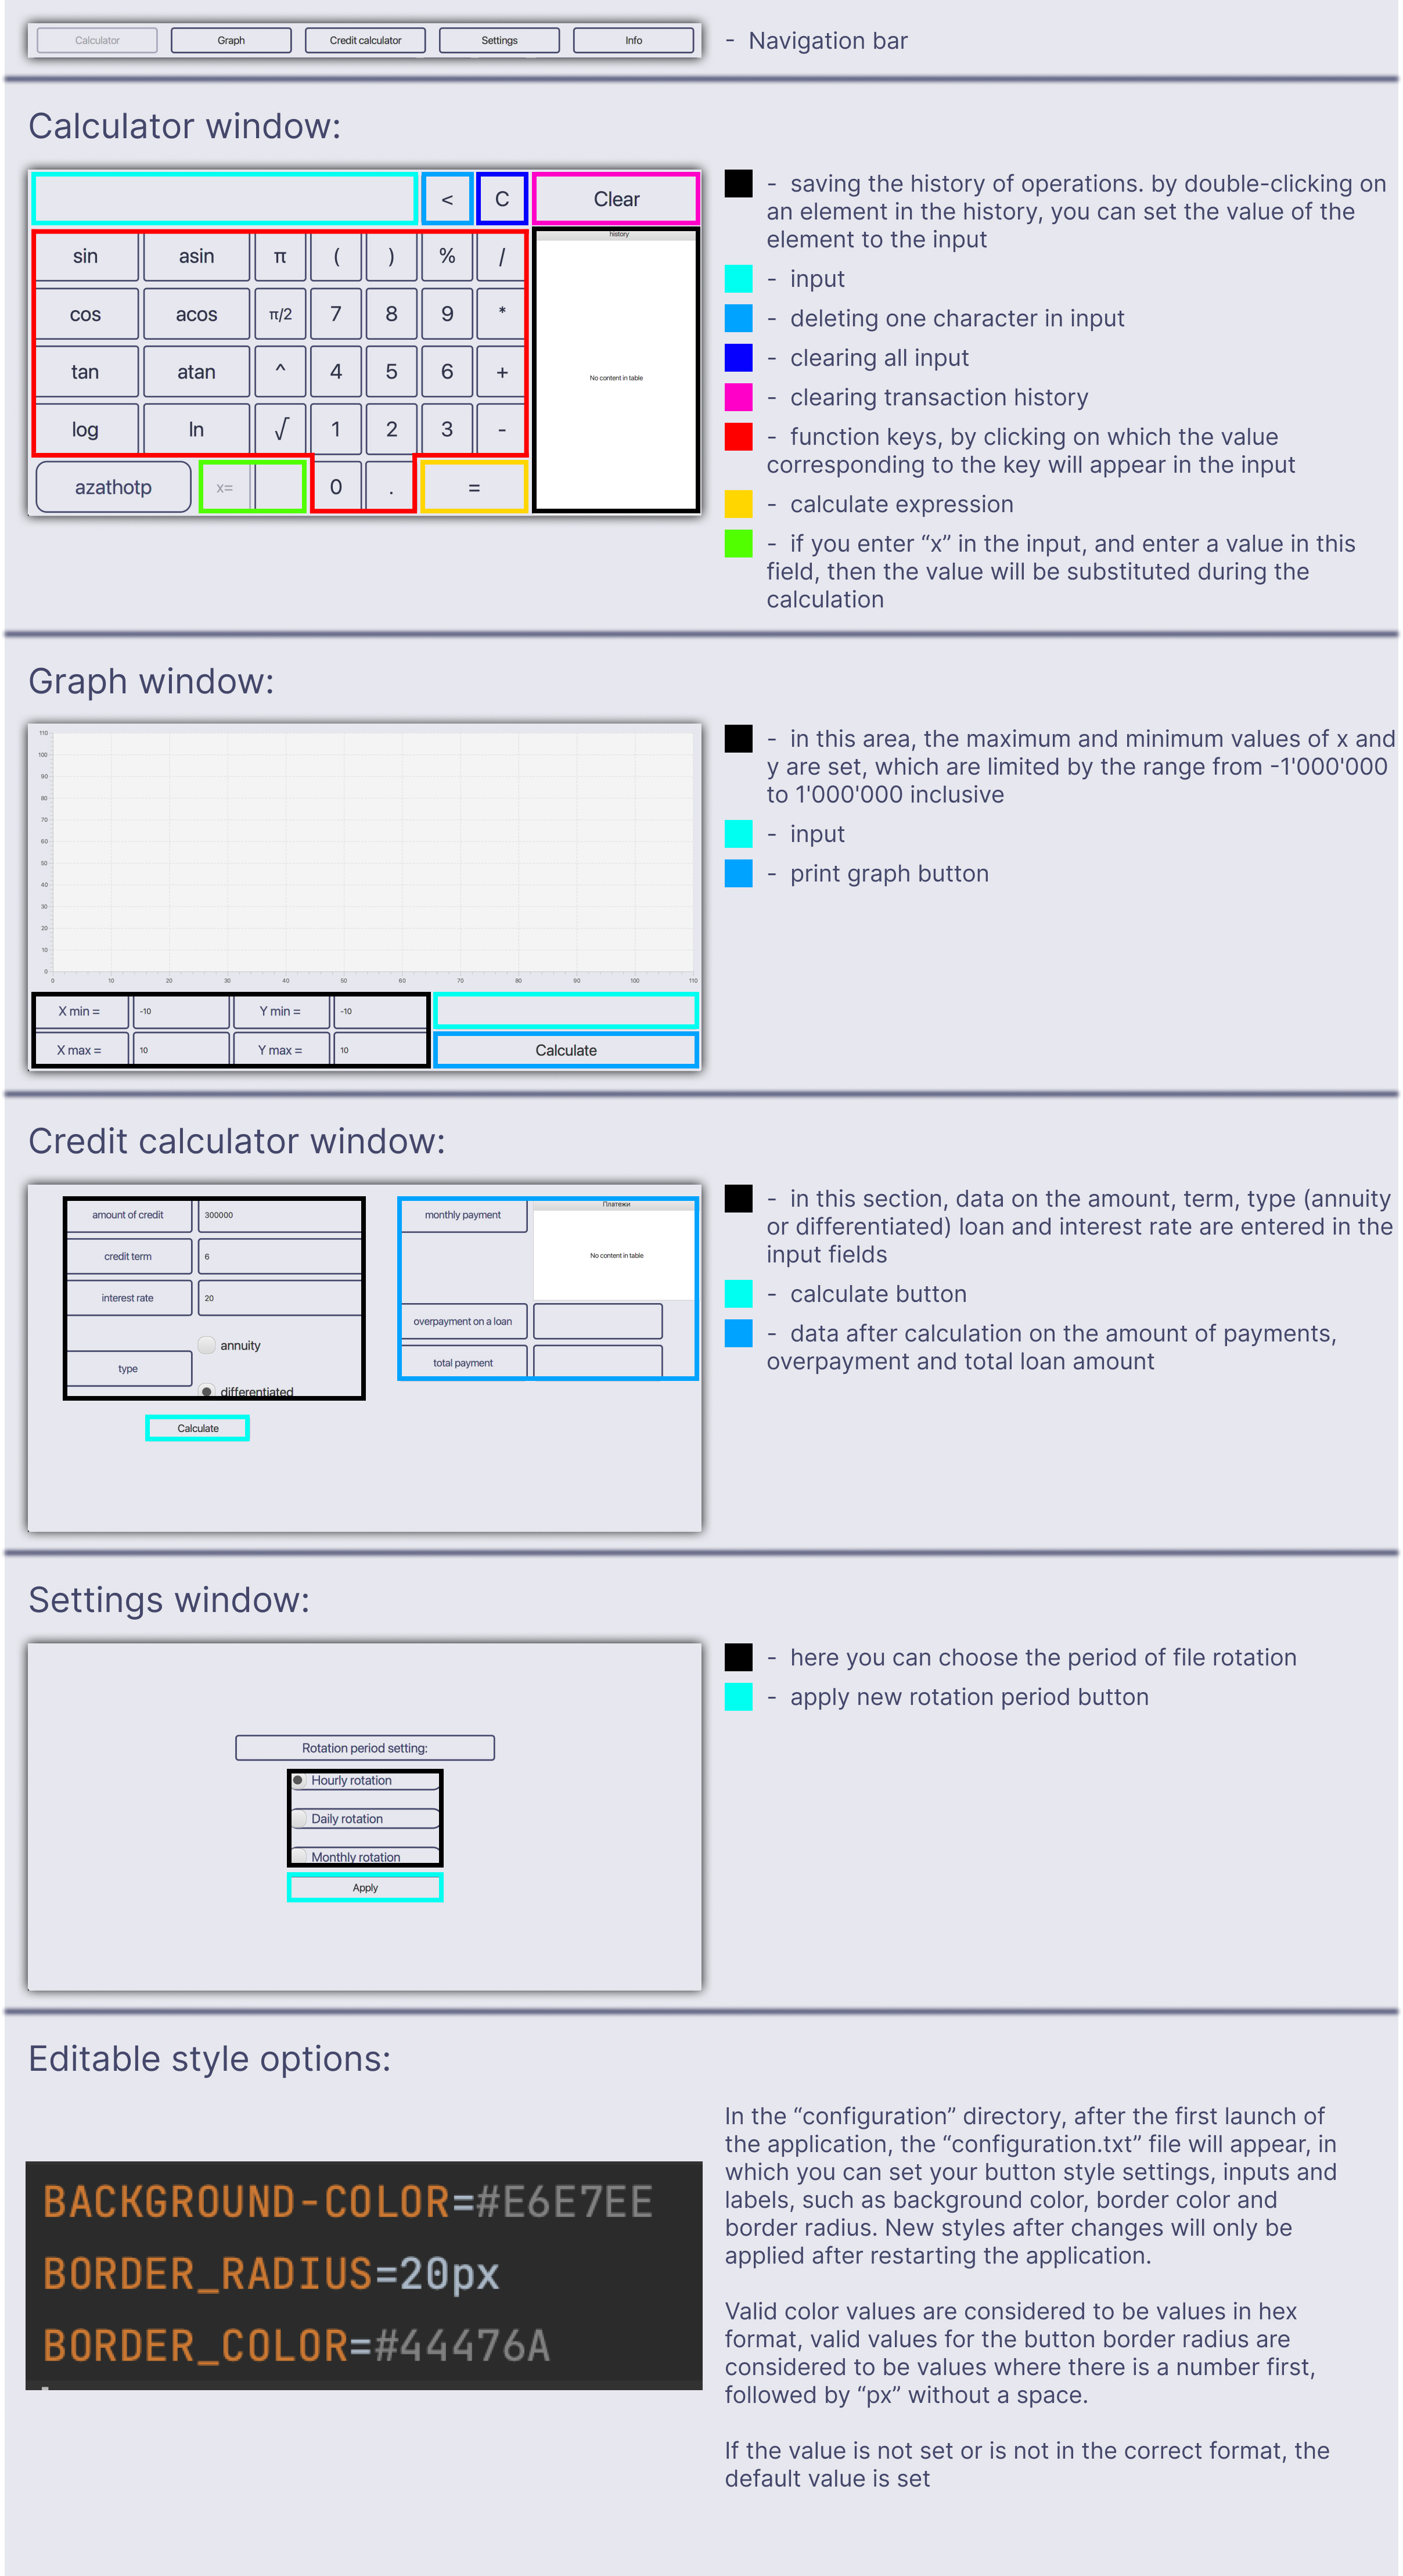 Calculator Graph Credit calculator Settings Info
- Navigation bar
Calculator window:
< C Clear
sin asin π ( ) % /
cos acos π/2 7 8 9 *
tan atan ^ 4 5 6 +
log ln √ 1 2 3 -
azathotp x= 0 . =
history
No content in table
- saving the history of operations. by double-clicking on
an element in the history, you can set the value of the
element to the input
- input
- deleting one character in input
- clearing all input
- clearing transaction history
- function keys, by clicking on which the value
corresponding to the key will appear in the input
- calculate expression
- if you enter “x” in the input, and enter a value in this
field, then the value will be substituted during the
calculation
Graph window:
110
100
90
80
70
60
50
40
30
20
10
0
0 10 20 30 40 50 60 70 80 90 100 110
X min = -10 Y min = -10
X max = 10 Y max = 10
Calculate
- in this area, the maximum and minimum values of x and
y are set, which are limited by the range from -1'000'000
to 1'000'000 inclusive
- input
- print graph button
Credit calculator window:
amount of credit 300000
credit term 6
interest rate 20
type
annuity
differentiated
Calculate
monthly payment
Платежи
No content in table
overpayment on a loan
total payment
- in this section, data on the amount, term, type (annuity
or differentiated) loan and interest rate are entered in the
input fields
- calculate button
- data after calculation on the amount of payments,
overpayment and total loan amount
Settings window:
Rotation period setting:
Hourly rotation
Daily rotation
Monthly rotation
Apply
- here you can choose the period of file rotation
- apply new rotation period button
Editable style options:
BACKGROUND-COLOR=#E6E7EE
BORDER_RADIUS=20px
BORDER_COLOR=#44476A
In the “configuration” directory, after the first launch of
the application, the “configuration.txt” file will appear, in
which you can set your button style settings, inputs and
labels, such as background color, border color and
border radius. New styles after changes will only be
applied after restarting the application.
Valid color values are considered to be values in hex
format, valid values for the button border radius are
considered to be values where there is a number first,
followed by “px” without a space.
If the value is not set or is not in the correct format, the
default value is set